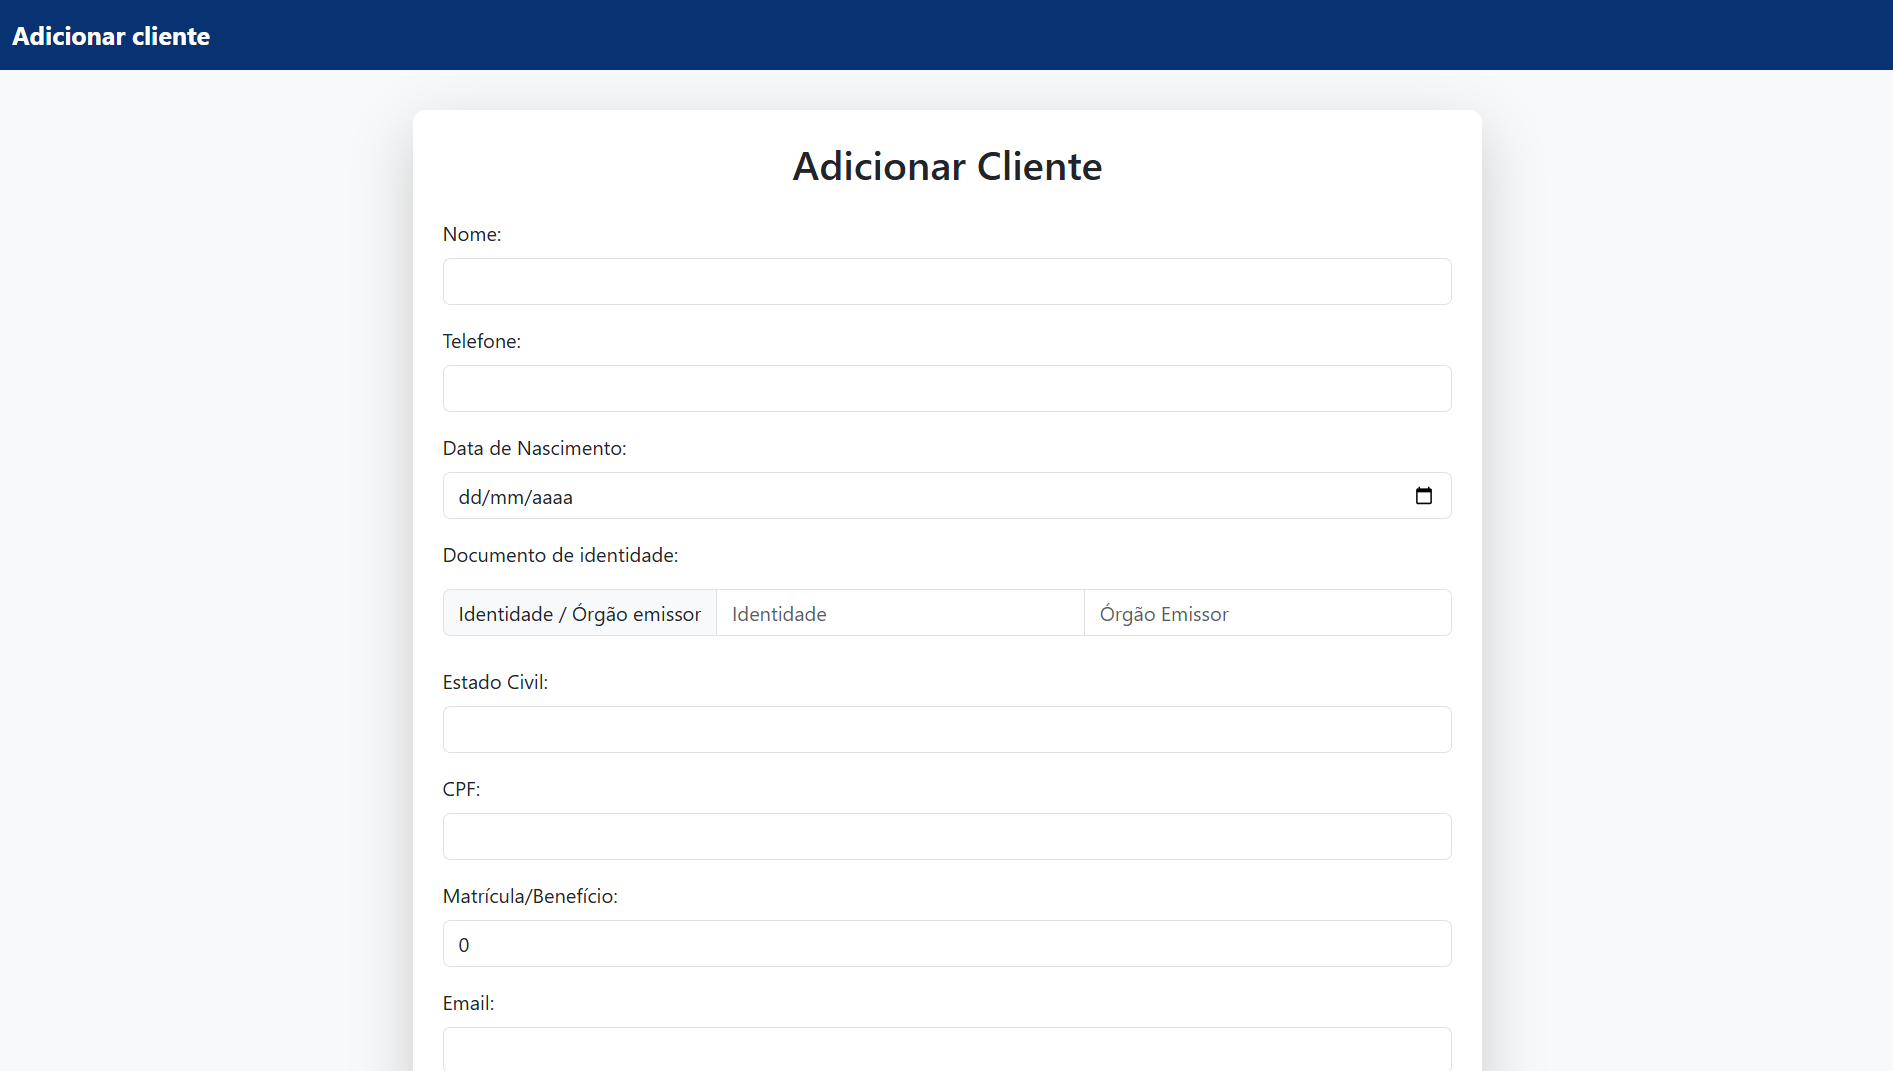 Adicionar cliente
Adicionar Cliente
Nome:
Telefone:
Data de Nascimento:
dd/mm/aaaa
Documento de identidade:
Identidade / Órgão emissor Identidade Órgão Emissor
Estado Civil:
CPF:
Matrícula/Benefício:
0
Email: